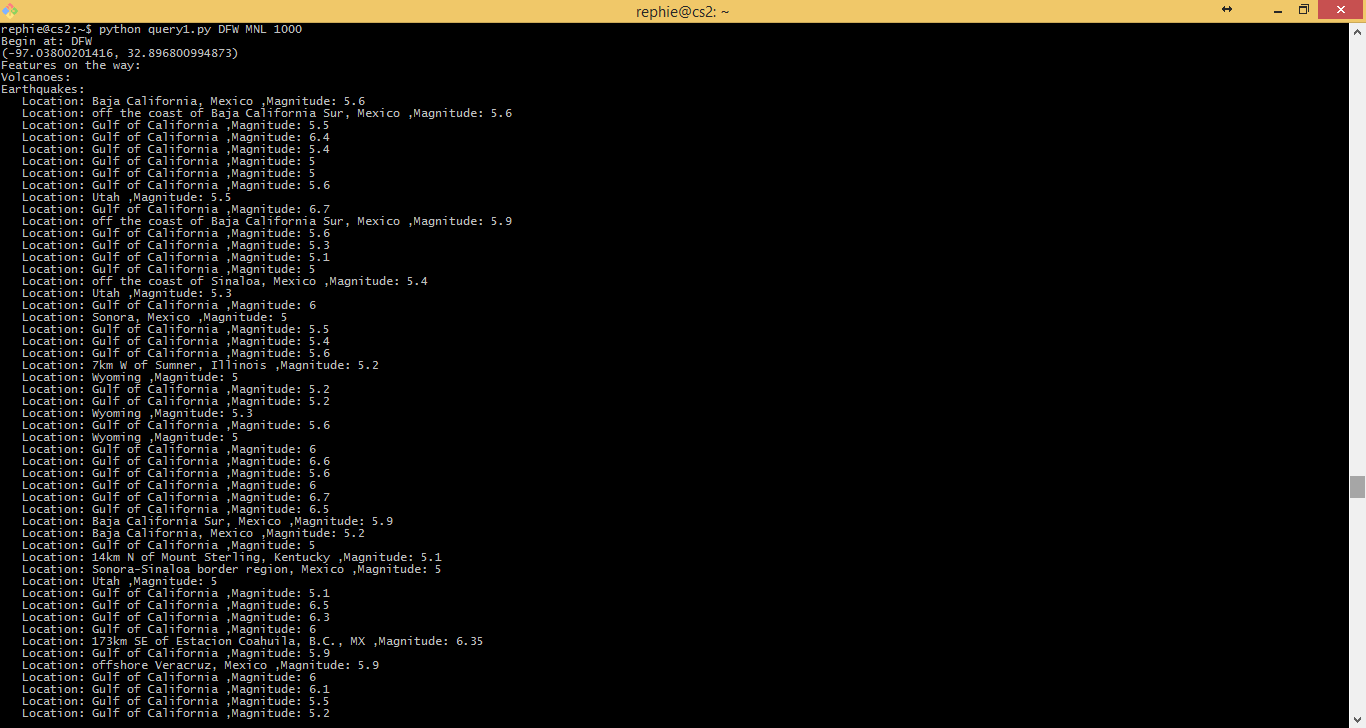 rephie@cs2: ~
rephie@cs2:~$ python query1.py DFW MNL 1000
Begin at: DFW
(-97.03800201416, 32.896800994873)
Features on the way:
Volcanoes:
Earthquakes:
   Location: Baja California, Mexico ,Magnitude: 5.6
   Location: off the coast of Baja California Sur, Mexico ,Magnitude: 5.6
   Location: Gulf of California ,Magnitude: 5.5
   Location: Gulf of California ,Magnitude: 6.4
   Location: Gulf of California ,Magnitude: 5.4
   Location: Gulf of California ,Magnitude: 5
   Location: Gulf of California ,Magnitude: 5
   Location: Gulf of California ,Magnitude: 5.6
   Location: Utah ,Magnitude: 5.5
   Location: Gulf of California ,Magnitude: 6.7
   Location: off the coast of Baja California Sur, Mexico ,Magnitude: 5.9
   Location: Gulf of California ,Magnitude: 5.6
   Location: Gulf of California ,Magnitude: 5.3
   Location: Gulf of California ,Magnitude: 5.1
   Location: Gulf of California ,Magnitude: 5
   Location: off the coast of Sinaloa, Mexico ,Magnitude: 5.4
   Location: Utah ,Magnitude: 5.3
   Location: Gulf of California ,Magnitude: 6
   Location: Sonora, Mexico ,Magnitude: 5
   Location: Gulf of California ,Magnitude: 5.5
   Location: Gulf of California ,Magnitude: 5.4
   Location: Gulf of California ,Magnitude: 5.6
   Location: 7km W of Sumner, Illinois ,Magnitude: 5.2
   Location: Wyoming ,Magnitude: 5
   Location: Gulf of California ,Magnitude: 5.2
   Location: Gulf of California ,Magnitude: 5.2
   Location: Wyoming ,Magnitude: 5.3
   Location: Gulf of California ,Magnitude: 5.6
   Location: Wyoming ,Magnitude: 5
   Location: Gulf of California ,Magnitude: 6
   Location: Gulf of California ,Magnitude: 6.6
   Location: Gulf of California ,Magnitude: 5.6
   Location: Gulf of California ,Magnitude: 6
   Location: Gulf of California ,Magnitude: 6.7
   Location: Gulf of California ,Magnitude: 6.5
   Location: Baja California Sur, Mexico ,Magnitude: 5.9
   Location: Baja California, Mexico ,Magnitude: 5.2
   Location: Gulf of California ,Magnitude: 5
   Location: 14km N of Mount Sterling, Kentucky ,Magnitude: 5.1
   Location: Sonora-Sinaloa border region, Mexico ,Magnitude: 5
   Location: Utah ,Magnitude: 5
   Location: Gulf of California ,Magnitude: 5.1
   Location: Gulf of California ,Magnitude: 6.5
   Location: Gulf of California ,Magnitude: 6.3
   Location: Gulf of California ,Magnitude: 6
   Location: 173km SE of Estacion Coahuila, B.C., MX ,Magnitude: 6.35
   Location: Gulf of California ,Magnitude: 5.9
   Location: offshore Veracruz, Mexico ,Magnitude: 5.9
   Location: Gulf of California ,Magnitude: 6
   Location: Gulf of California ,Magnitude: 6.1
   Location: Gulf of California ,Magnitude: 5.5
   Location: Gulf of California ,Magnitude: 5.2